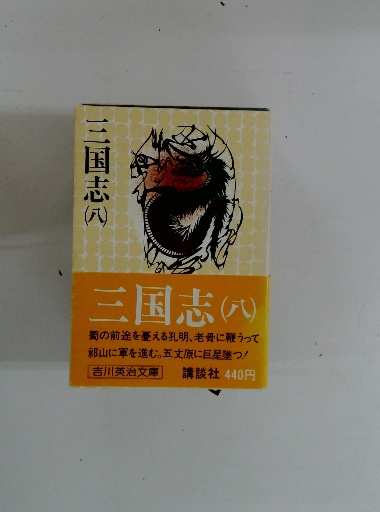 三国志
(八)
三国志(八)
蜀の前途を憂える孔明、老骨に鞭うって
祁山に軍を進む。五丈原に巨星墜つ!
吉川英治文庫 講談社 440円